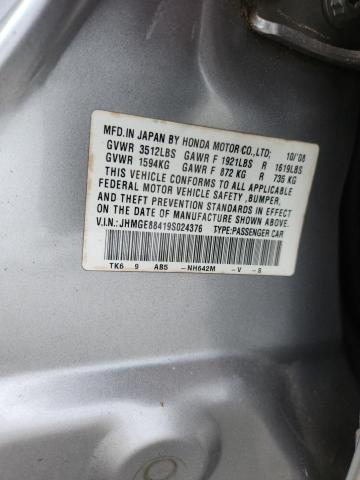 MFD.IN JAPAN BY HONDA MOTOR CO.,LTD; 10/'08
GVWR 3512LBS GAWR F 1921LBS R 1619LBS
GVWR 1594KG GAWR F 872 KG R 735 KG
THIS VEHICLE CONFORMS TO ALL APPLICABLE
FEDERAL MOTOR VEHICLE SAFETY ,BUMPER,
AND THEFT PREVENTION STANDARDS IN EFFECT
ON THE DATE OF MANUFACTURE SHOWN ABOVE.
V.I.N.: JHMGE88419S024376 TYPE:PASSENGER CAR
TK6 9 AB5 -NH642M -V -S